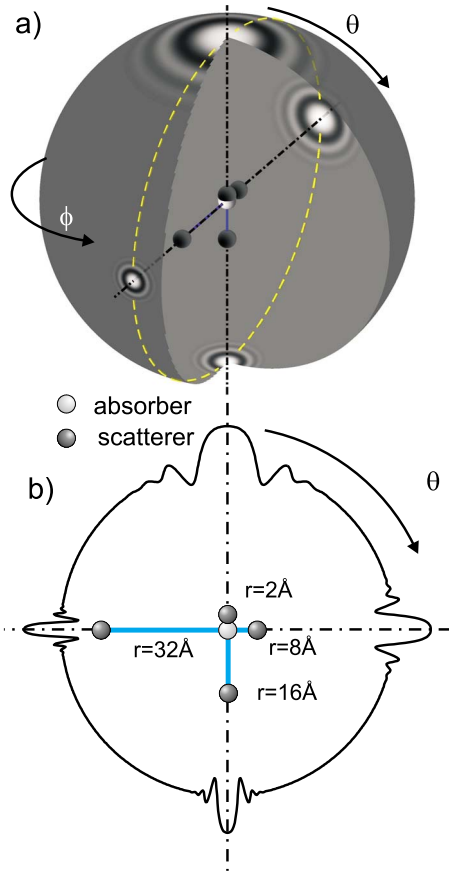 a)
θ
ϕ
absorber
scatterer
b)
θ
r=2Å
r=32Å
r=8Å
r=16Å